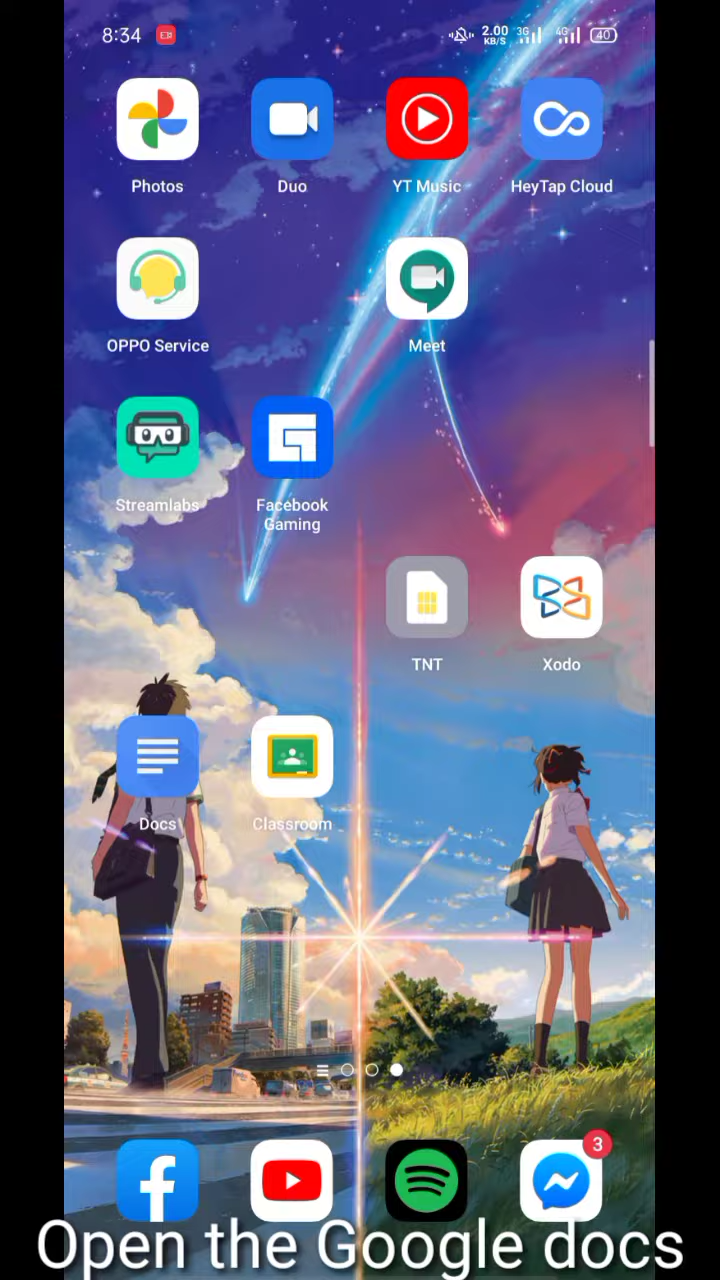 8:34 2.00 KB/S 3G 4G 40
Photos Duo YT Music HeyTap Cloud
OPPO Service Meet
Streamlabs Facebook
Gaming
TNT Xodo
Docs Classroom
3
Open the Google docs